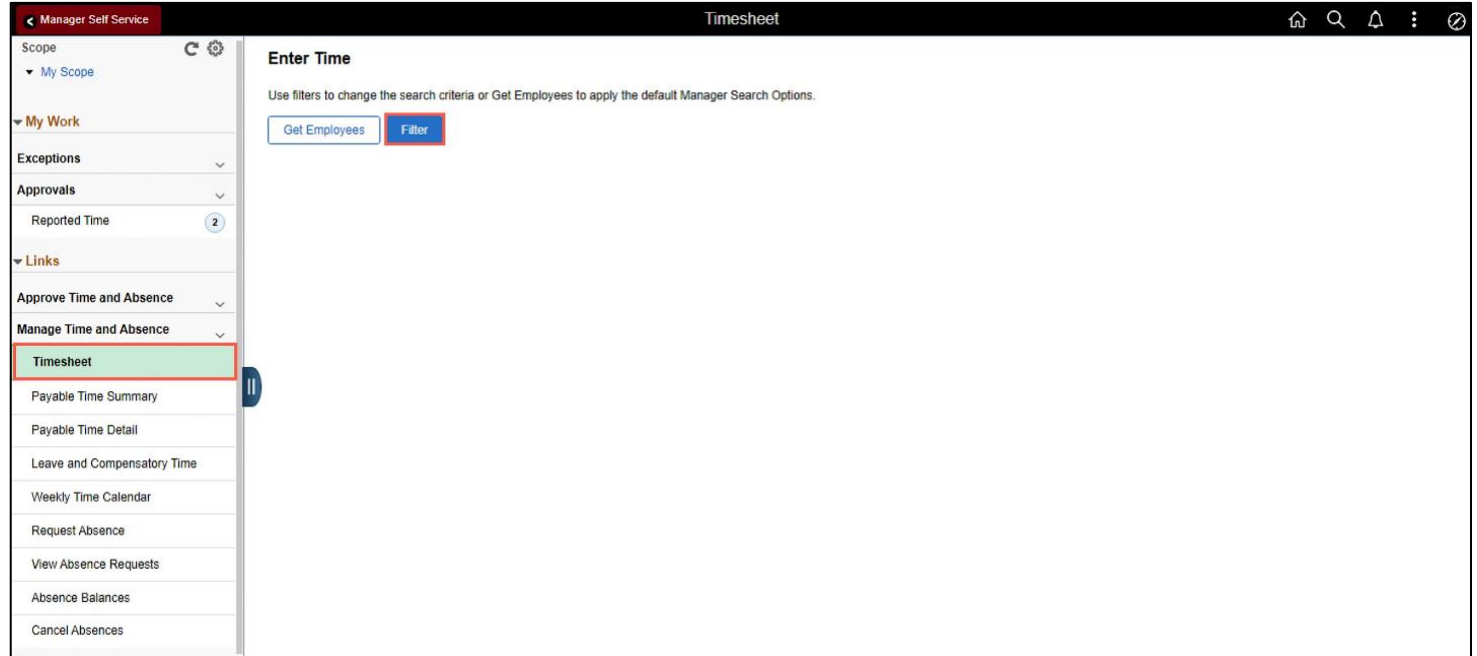 Manager Self Service
Timesheet
Scope
My Scope
My Work
Exceptions
Approvals
Reported Time 2
Links
Approve Time and Absence
Manage Time and Absence
Timesheet
Payable Time Summary
Payable Time Detail
Leave and Compensatory Time
Weekly Time Calendar
Request Absence
View Absence Requests
Absence Balances
Cancel Absences
Enter Time
Use filters to change the search criteria or Get Employees to apply the default Manager Search Options.
Get Employees Filter